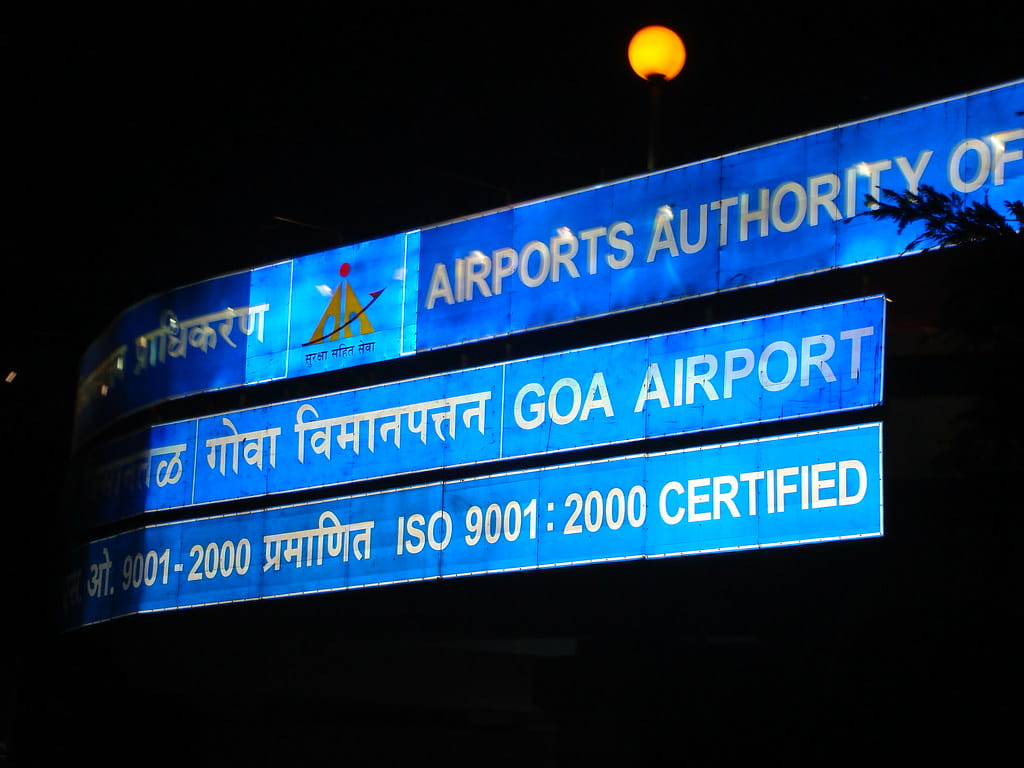 प्राधिकरण AIRPORTS AUTHORITY OF
सुरक्षा सहित सेवा
गोवा विमानपत्तन GOA AIRPORT
ओ. 9001-2000 प्रमाणित ISO 9001:2000 CERTIFIED